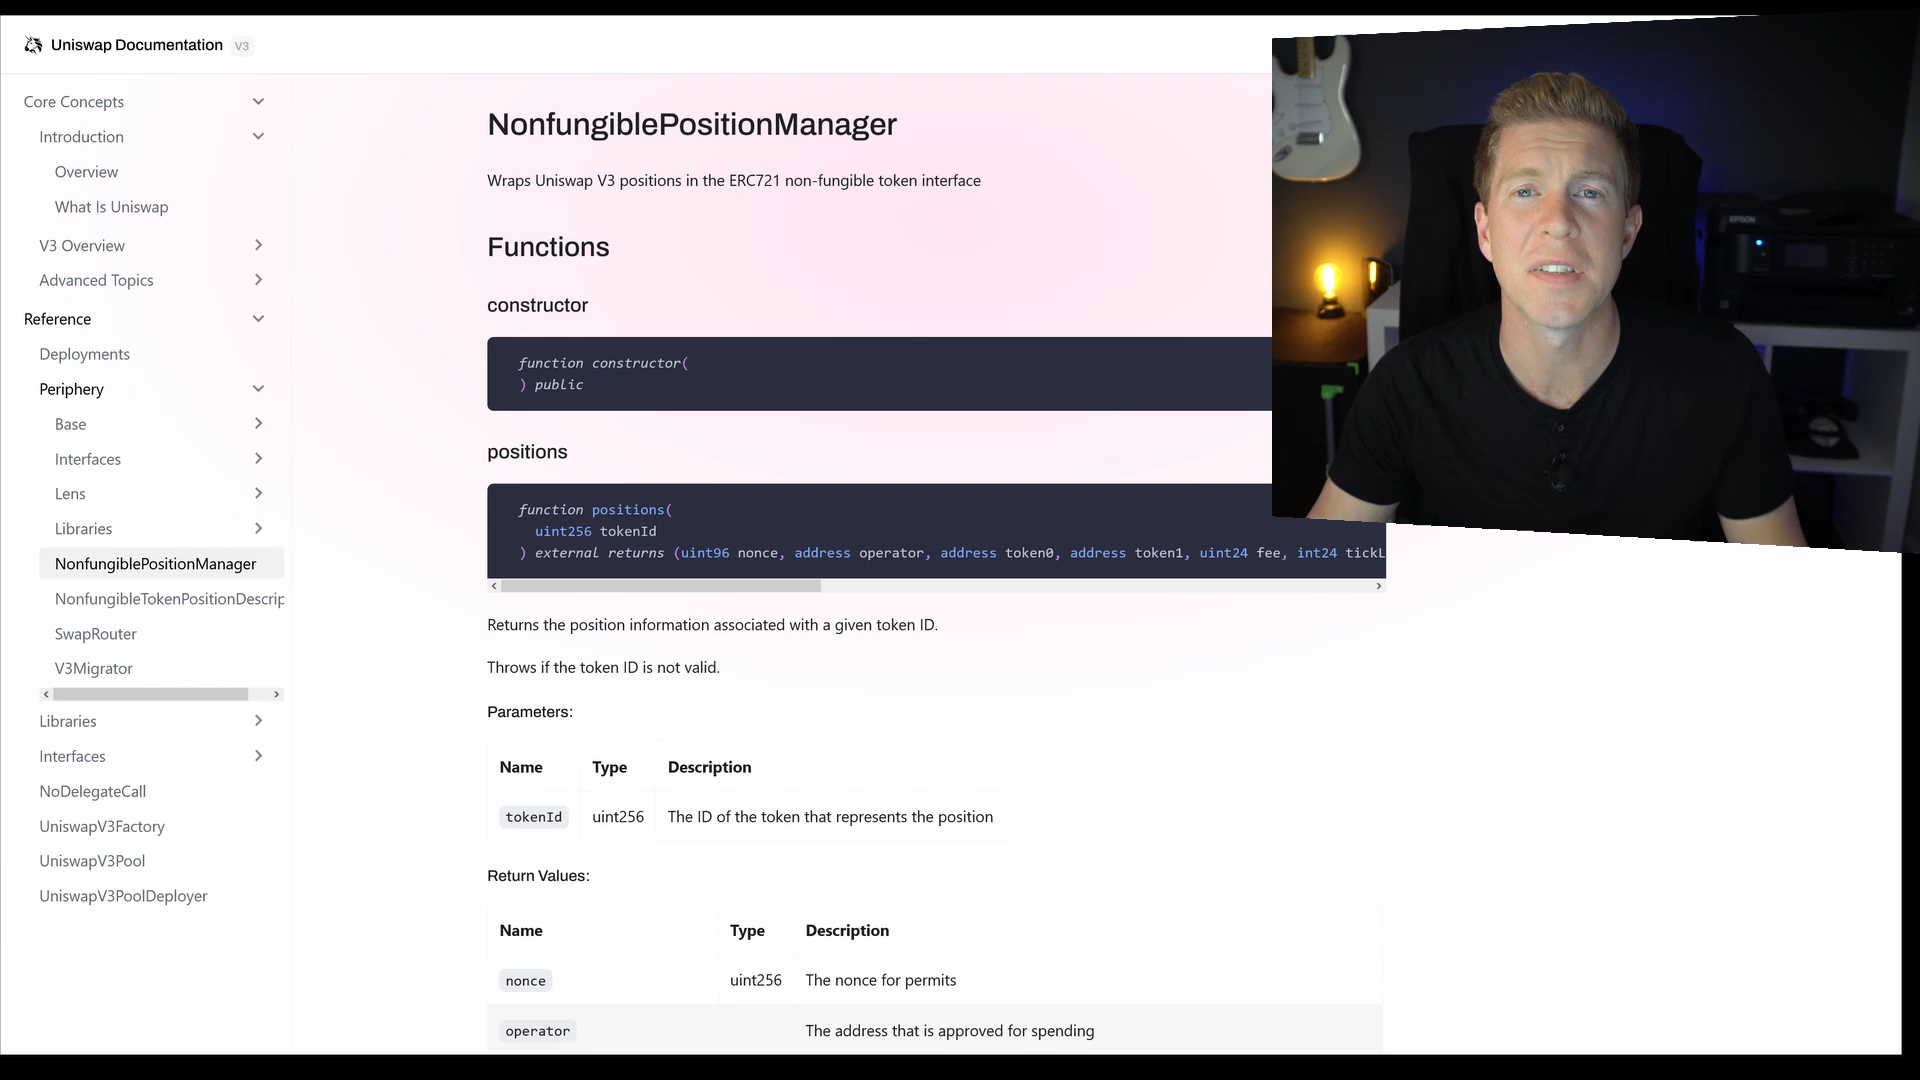 Uniswap Documentation V3
Core Concepts
Introduction
Overview
What Is Uniswap
V3 Overview
Advanced Topics
Reference
Deployments
Periphery
Base
Interfaces
Lens
Libraries
NonfungiblePositionManager
NonfungibleTokenPositionDescrip
SwapRouter
V3Migrator
Libraries
Interfaces
NoDelegateCall
UniswapV3Factory
UniswapV3Pool
UniswapV3PoolDeployer
NonfungiblePositionManager
Wraps Uniswap V3 positions in the ERC721 non-fungible token interface
Functions
constructor
function constructor(
) public
positions
function positions(
uint256 tokenId
) external returns (uint96 nonce, address operator, address token0, address token1, uint24 fee, int24 tickL
Returns the position information associated with a given token ID.
Throws if the token ID is not valid.
Parameters:
Name Type Description
tokenId uint256 The ID of the token that represents the position
Return Values:
Name Type Description
nonce uint256 The nonce for permits
operator The address that is approved for spending
EPSON